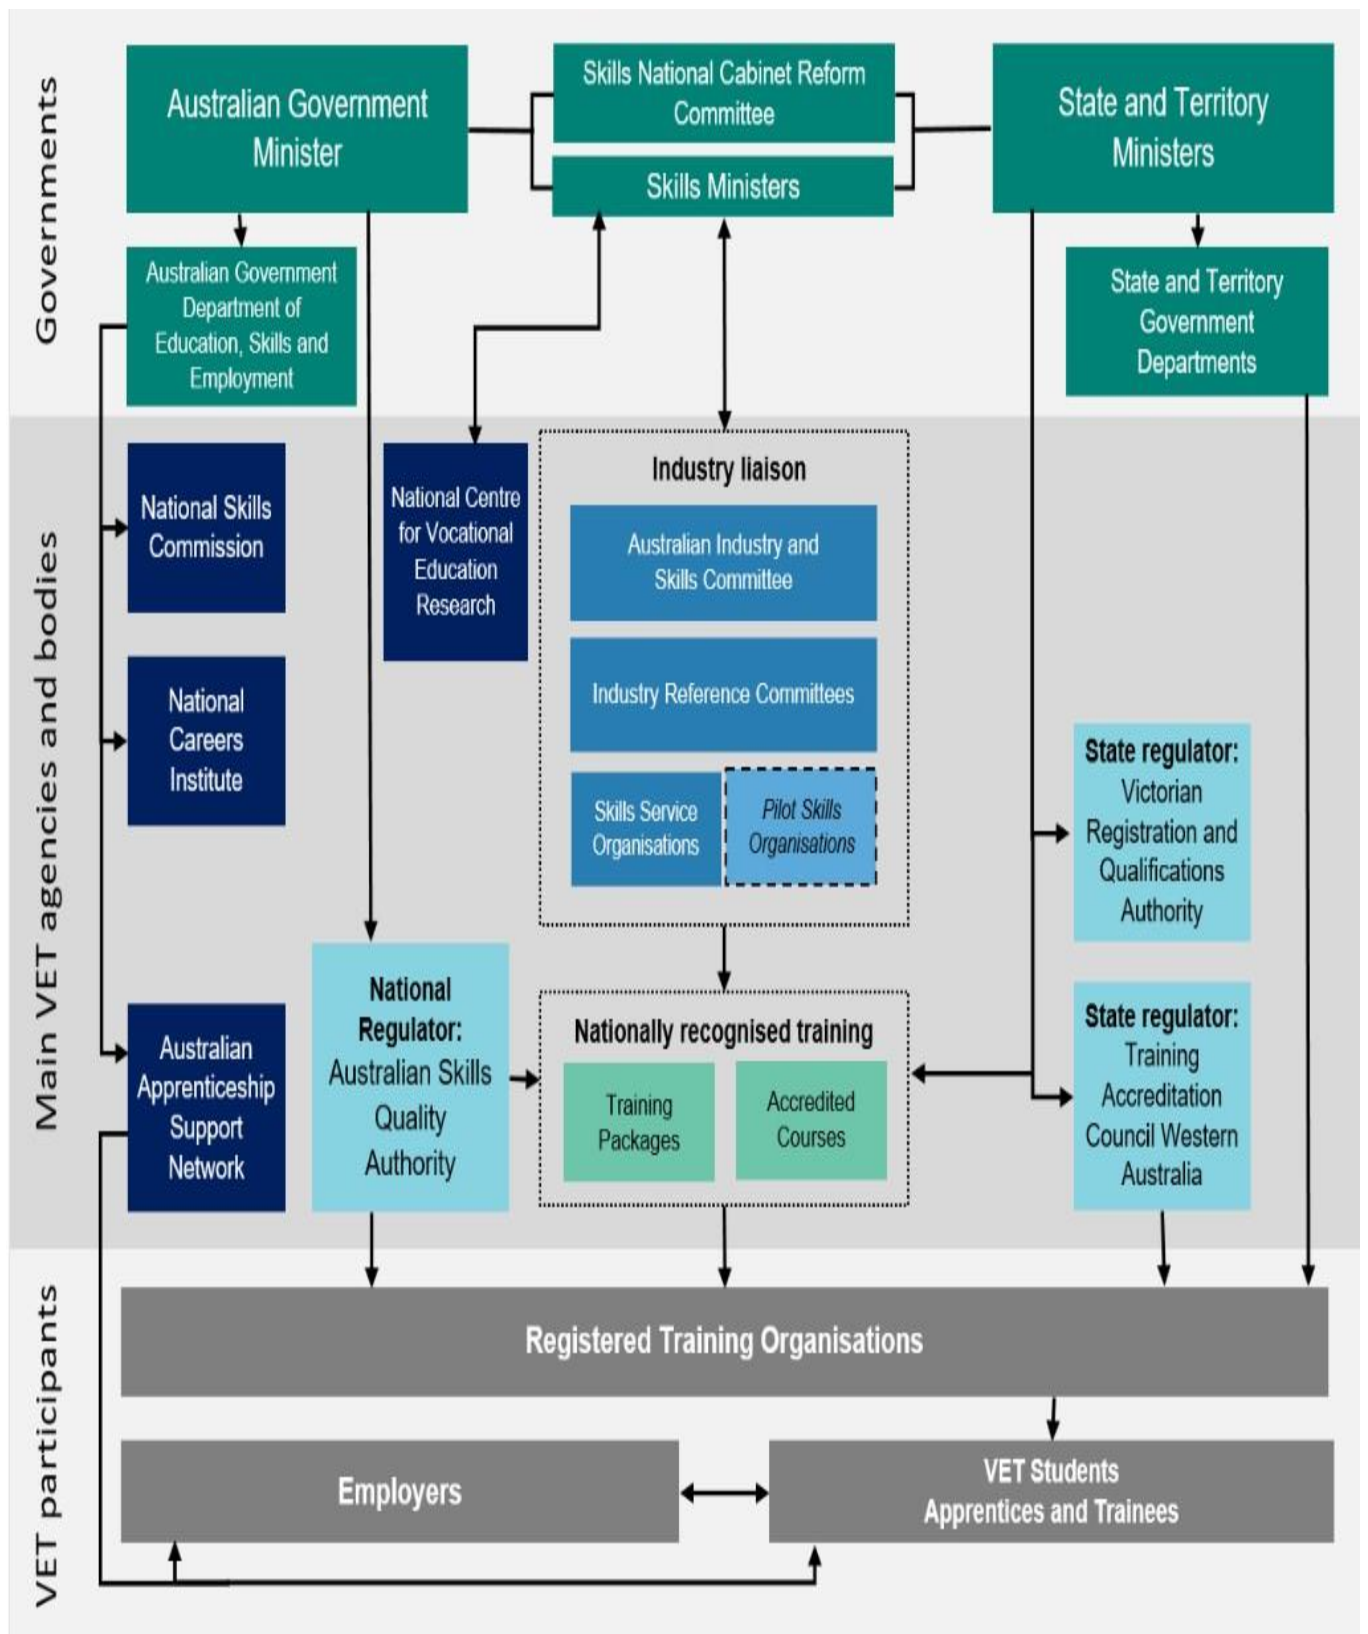 Governments
Australian Government
Minister
Skills National Cabinet Reform
Committee
Skills Ministers
State and Territory
Ministers
Australian Government
Department of
Education, Skills and
Employment
State and Territory
Government
Departments
Main VET agencies and bodies
National Skills
Commission
National
Careers
Institute
Australian
Apprenticeship
Support
Network
National Centre
for Vocational
Education
Research
National
Regulator:
Australian Skills
Quality
Authority
Industry liaison
Australian Industry and
Skills Committee
Industry Reference Committees
Skills Service
Organisations
Pilot Skills
Organisations
Nationally recognised training
Training
Packages
Accredited
Courses
State regulator:
Victorian
Registration and
Qualifications
Authority
State regulator:
Training
Accreditation
Council Western
Australia
VET participants
Registered Training Organisations
Employers
VET Students
Apprentices and Trainees